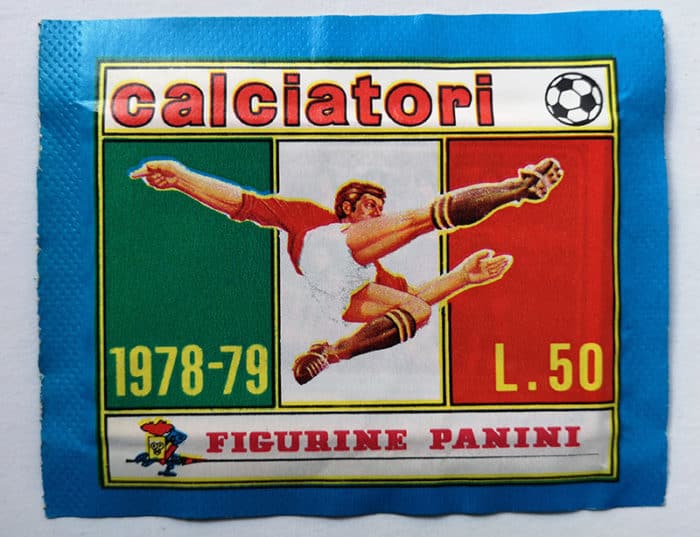 calciatori
1978-79
L.50
FIGURINE PANINI